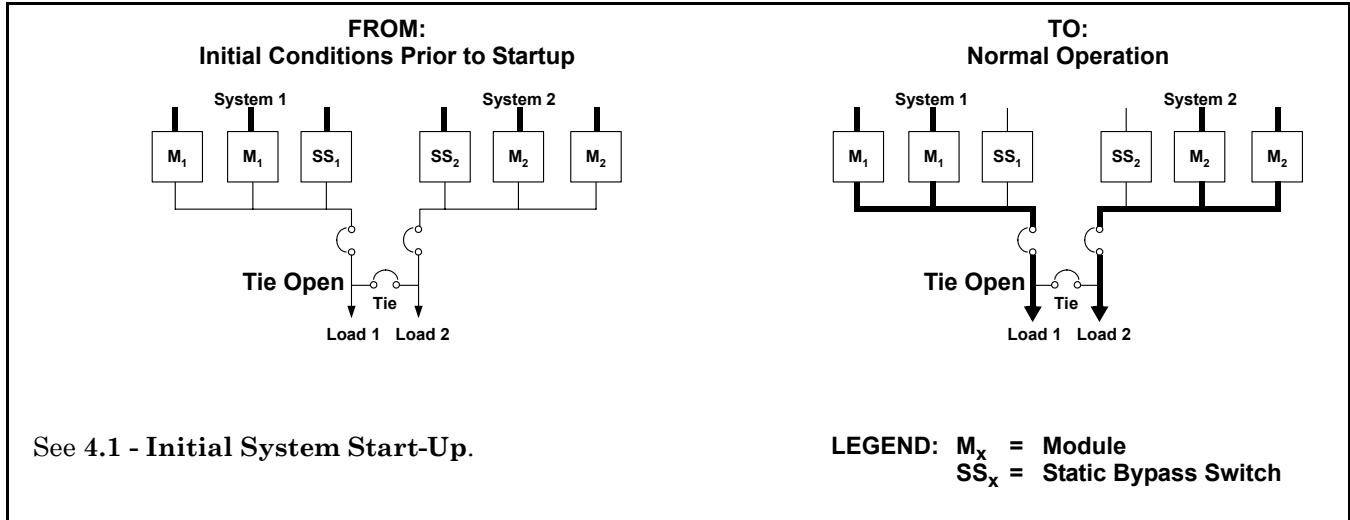 FROM:
Initial Conditions Prior to Startup
System 1 System 2
M1 M1 SS1 SS2 M2 M2
Tie Open
Tie
Load 1 Load 2
TO:
Normal Operation
System 1 System 2
M1 M1 SS1 SS2 M2 M2
Tie Open
Tie
Load 1 Load 2
See 4.1 - Initial System Start-Up.
LEGEND: Mx = Module
SSx = Static Bypass Switch